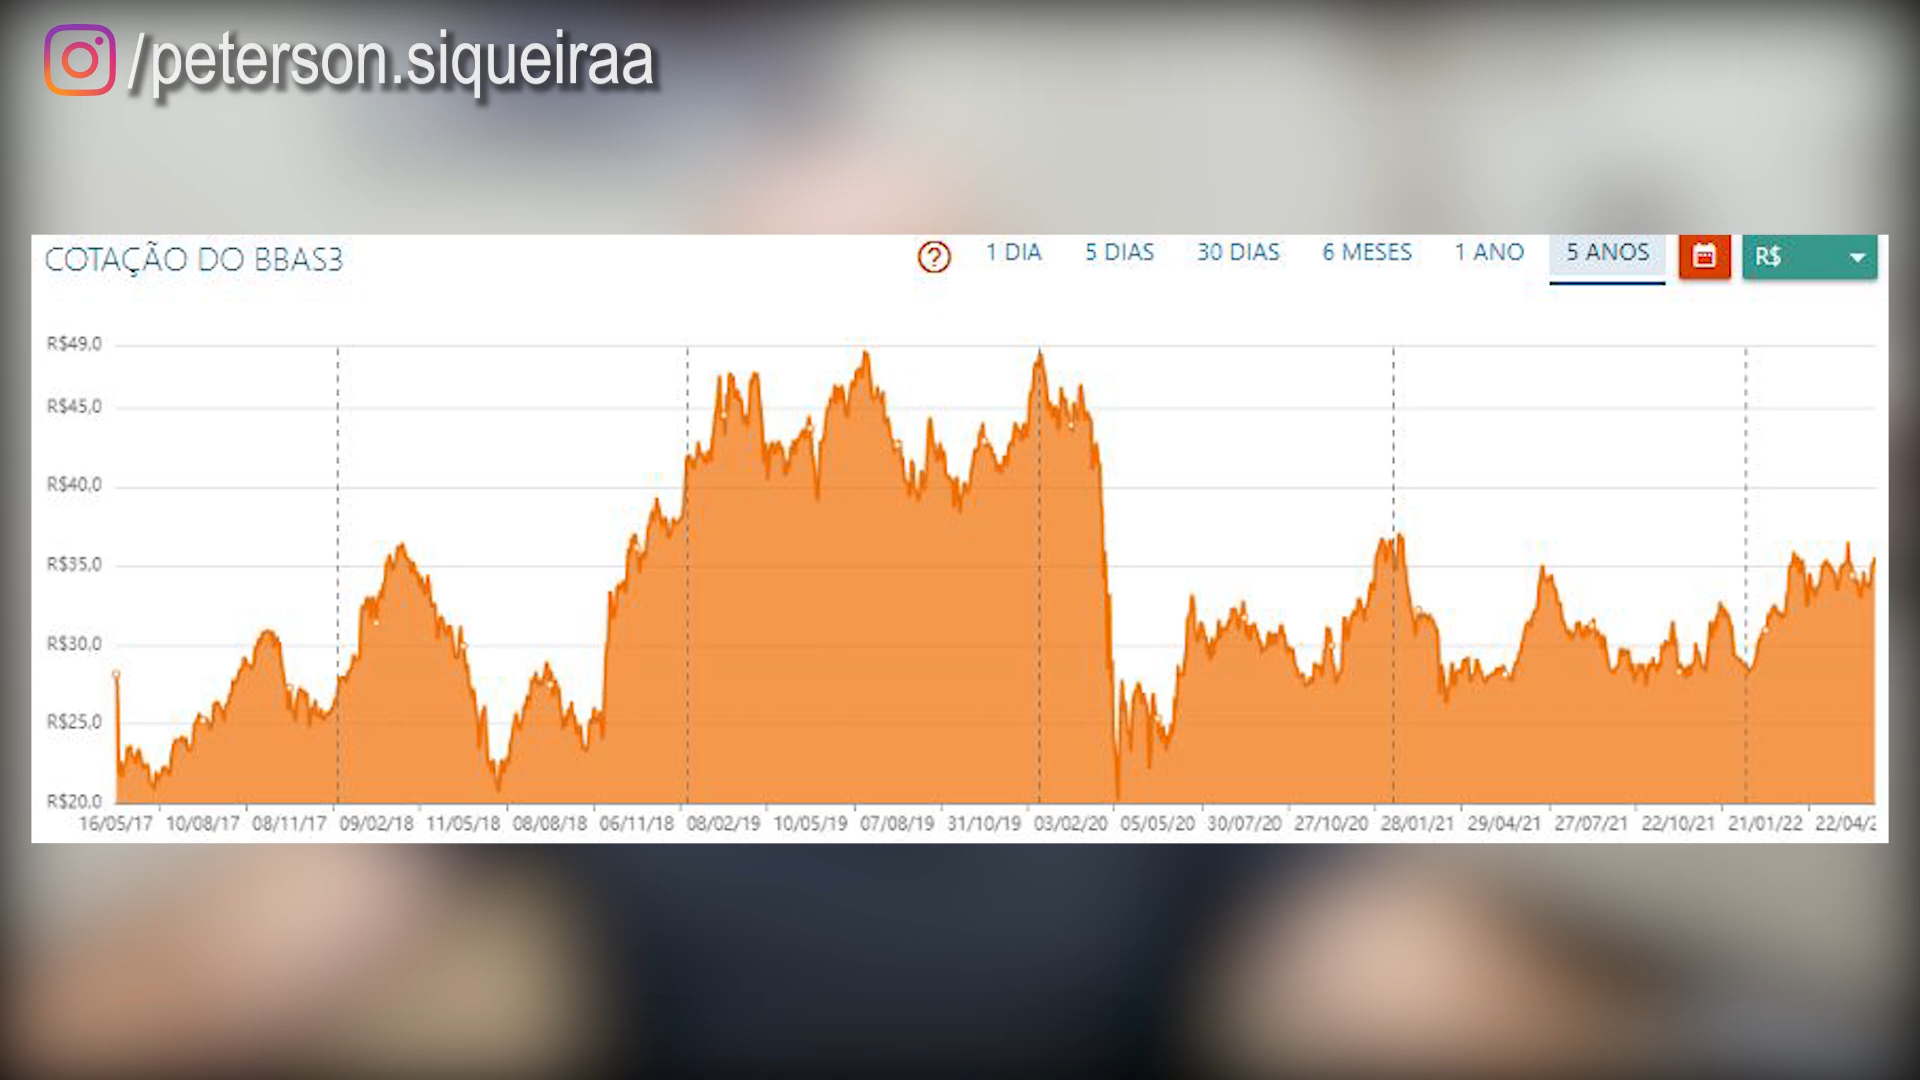 /peterson.siqueiraa
COTAÇÃO DO BBAS3
? 1 DIA 5 DIAS 30 DIAS 6 MESES 1 ANO 5 ANOS R$
R$49,0
R$45,0
R$40,0
R$35,0
R$30,0
R$25,0
R$20,0
16/05/17 10/08/17 08/11/17 09/02/18 11/05/18 08/08/18 06/11/18 08/02/19 10/05/19 07/08/19 31/10/19 03/02/20 05/05/20 30/07/20 27/10/20 28/01/21 29/04/21 27/07/21 22/10/21 21/01/22 22/04/2